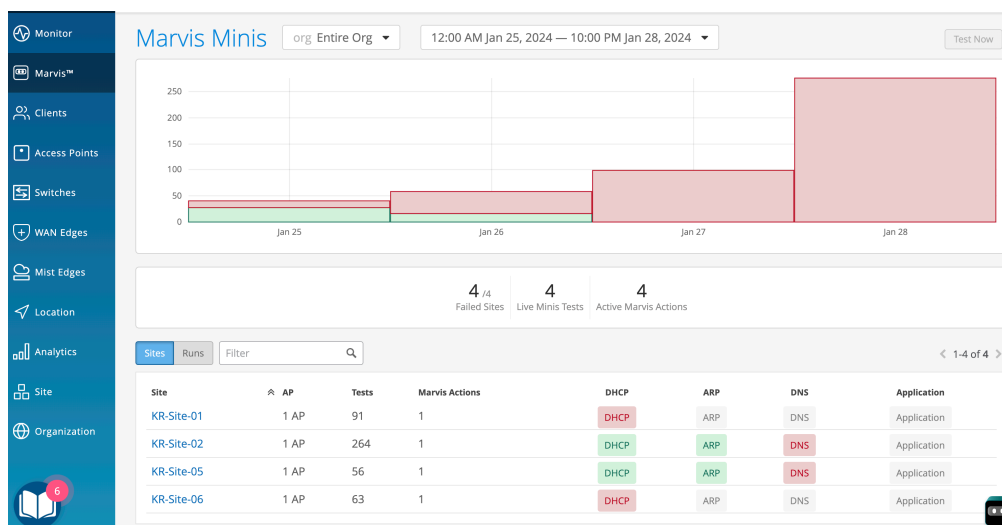 Monitor
Marvis™
Clients
Access Points
Switches
WAN Edges
Mist Edges
Location
Analytics
Site
Organization
6
Marvis Minis
org Entire Org
12:00 AM Jan 25, 2024 — 10:00 PM Jan 28, 2024
Test Now
250
200
150
100
50
0
Jan 25 Jan 26 Jan 27 Jan 28
4 /4 4 4
Failed Sites Live Minis Tests Active Marvis Actions
Sites Runs Filter 1-4 of 4
Site AP Tests Marvis Actions DHCP ARP DNS Application
KR-Site-01 1 AP 91 1 DHCP ARP DNS Application
KR-Site-02 1 AP 264 1 DHCP ARP DNS Application
KR-Site-05 1 AP 56 1 DHCP ARP DNS Application
KR-Site-06 1 AP 63 1 DHCP ARP DNS Application